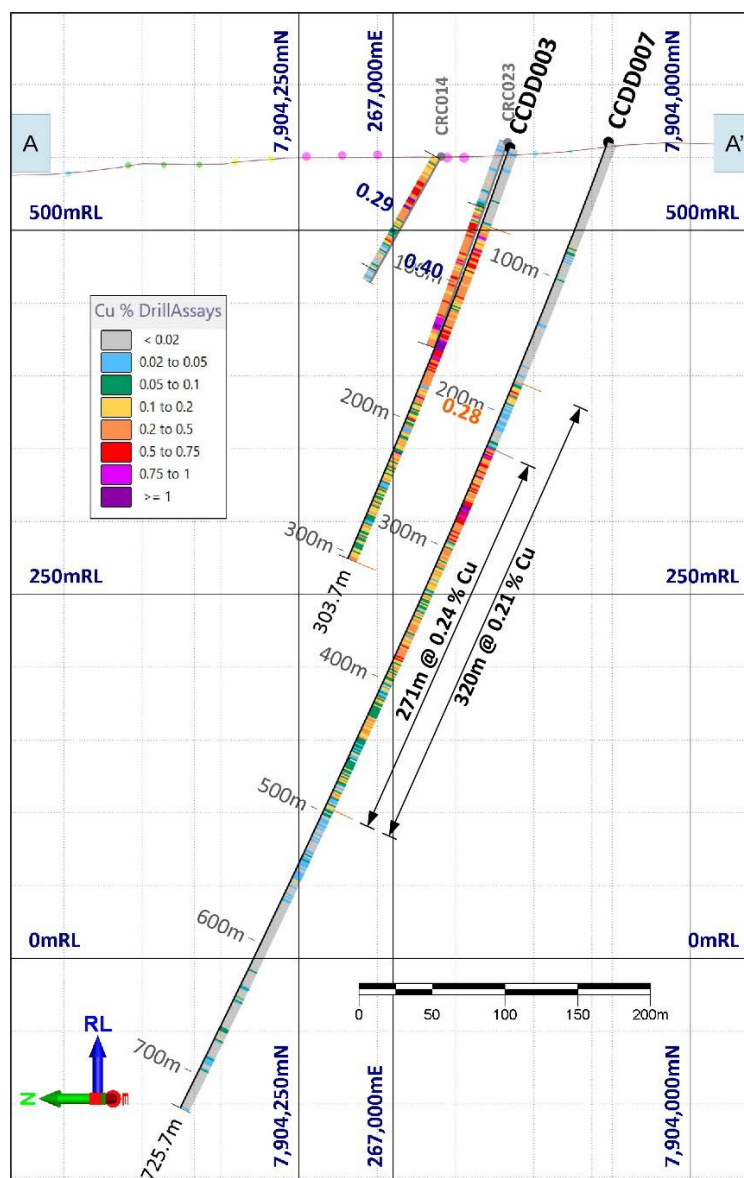 7,904,250mN
267,000mE
CRC014
CRC023
CCDD003
CCDD007
7,904,000mN
A
A'
500mRL
500mRL
0.29
0.40
100m
100m
Cu % DrillAssays
< 0.02
0.02 to 0.05
0.05 to 0.1
0.1 to 0.2
0.2 to 0.5
0.5 to 0.75
0.75 to 1
>= 1
200m
200m
0.28
300m
300m
303.7m
250mRL
250mRL
271m @ 0.24 % Cu
320m @ 0.21 % Cu
400m
500m
600m
0mRL
0mRL
0 50 100 150 200m
RL
N
E
700m
725.7m
7,904,250mN
267,000mE
7,904,000mN